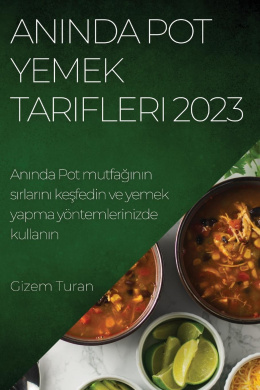 ANINDA POT
YEMEK
TARIFLERI 2023
Anında Pot mutfağının
sırlarını keşfedin ve yemek
yapma yöntemlerinizde
kullanın
Gizem Turan